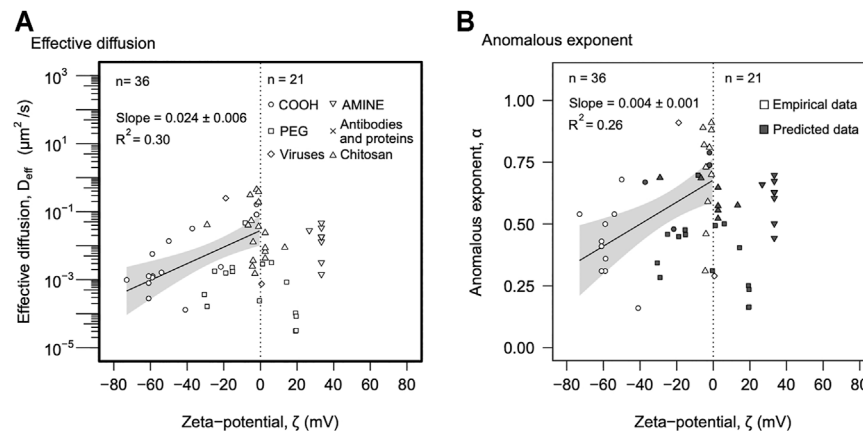 A
Effective diffusion
n= 36
n = 21
Slope = 0.024 ± 0.006
R² = 0.30
COOH
AMINE
PEG
Antibodies
and proteins
Viruses
Chitosan
10³
10¹
10⁻¹
10⁻³
10⁻⁵
Effective diffusion, D_eff (µm²/s)
−80 −60 −40 −20 0 20 40 60 80
Zeta−potential, ζ (mV)
B
Anomalous exponent
n = 36
n = 21
Slope = 0.004 ± 0.001
R² = 0.26
Empirical data
Predicted data
1.00
0.75
0.50
0.25
0.00
Anomalous exponent, α
−80 −60 −40 −20 0 20 40 60 80
Zeta−potential, ζ (mV)